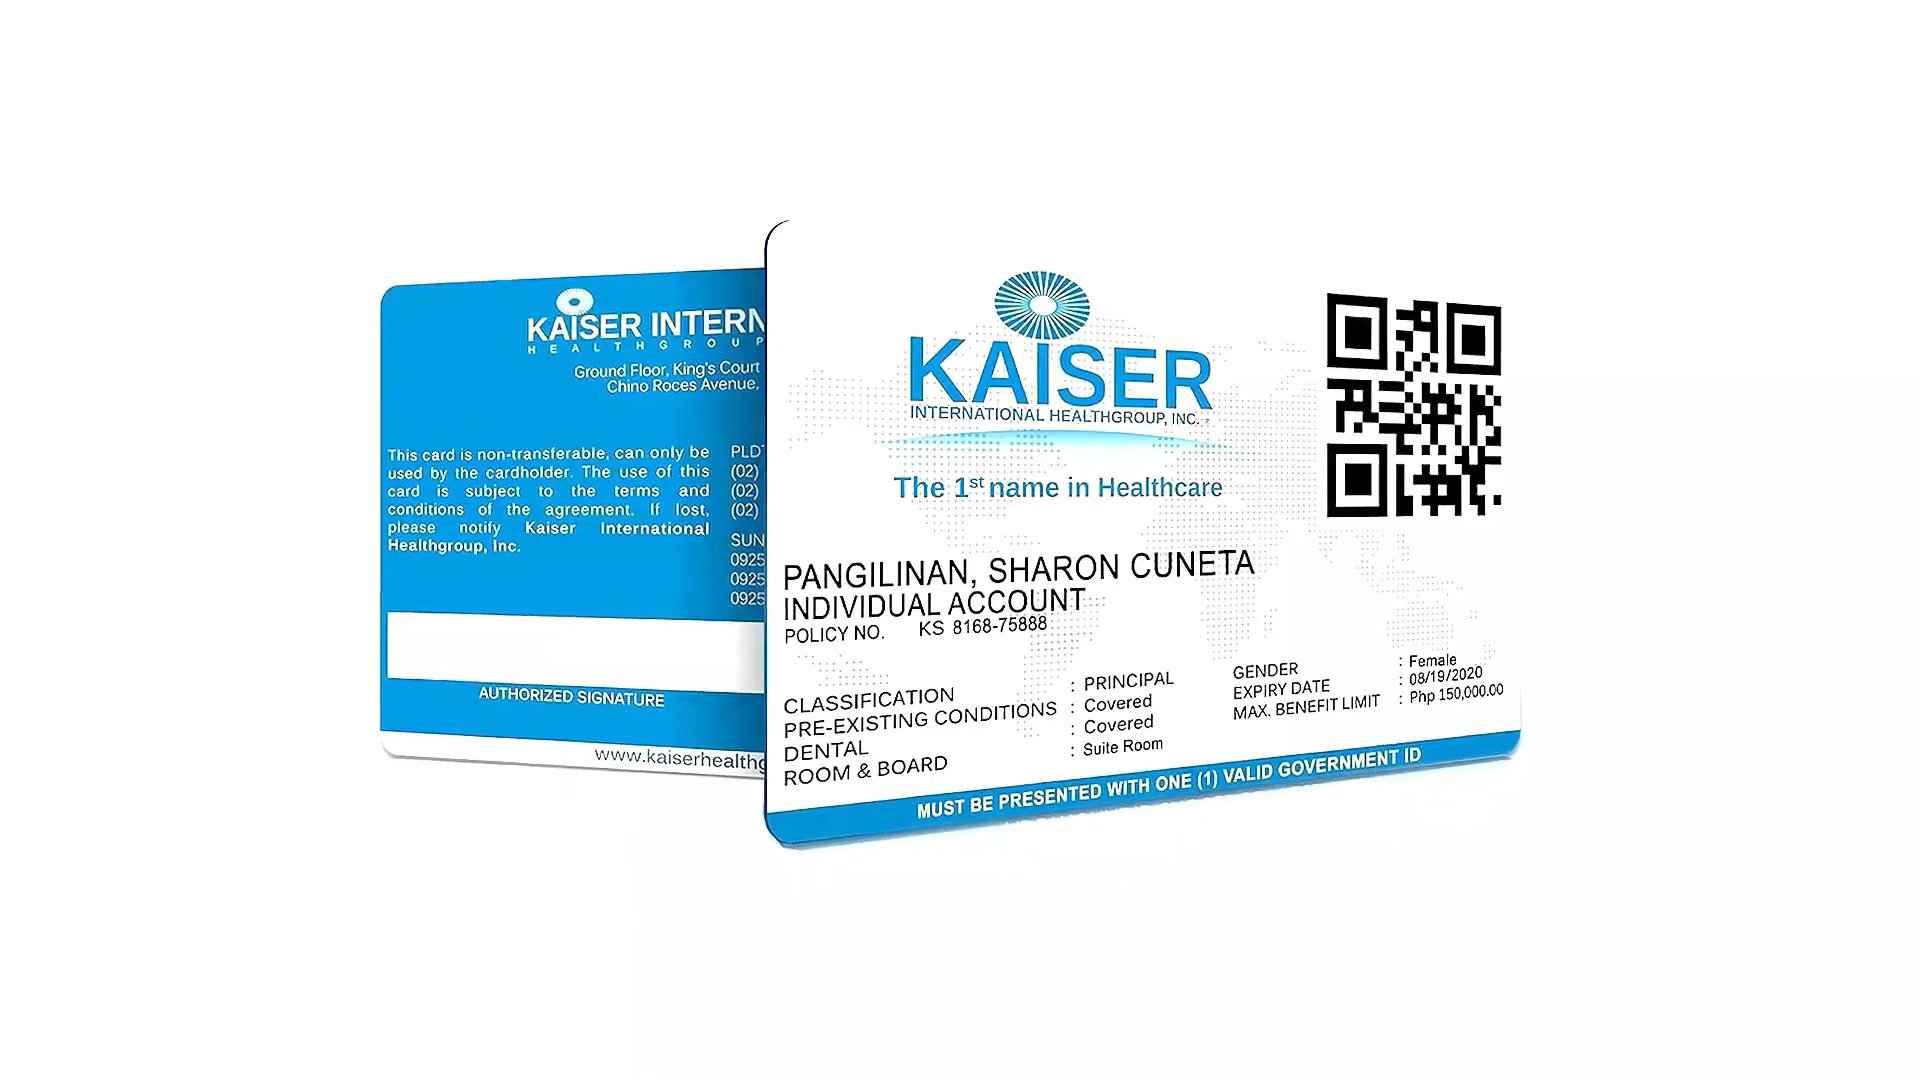 KAISER INTERN
HEALTHGROUP
Ground Floor, King's Court
Chino Roces Avenue,
This card is non-transferable, can only be
used by the cardholder. The use of this
card is subject to the terms and
conditions of the agreement. If lost,
please notify Kaiser International
Healthgroup, Inc.
PLDT
(02)
(02)
(02)
SUN
0925
0925
0925
AUTHORIZED SIGNATURE
www.kaiserhealthg
KAISER
INTERNATIONAL HEALTHGROUP, INC.
The 1st name in Healthcare
PANGILINAN, SHARON CUNETA
INDIVIDUAL ACCOUNT
POLICY NO. KS 8168-75888
CLASSIFICATION : PRINCIPAL
PRE-EXISTING CONDITIONS : Covered
DENTAL : Covered
ROOM & BOARD : Suite Room
GENDER : Female
EXPIRY DATE : 08/19/2020
MAX. BENEFIT LIMIT : Php 150,000.00
MUST BE PRESENTED WITH ONE (1) VALID GOVERNMENT ID